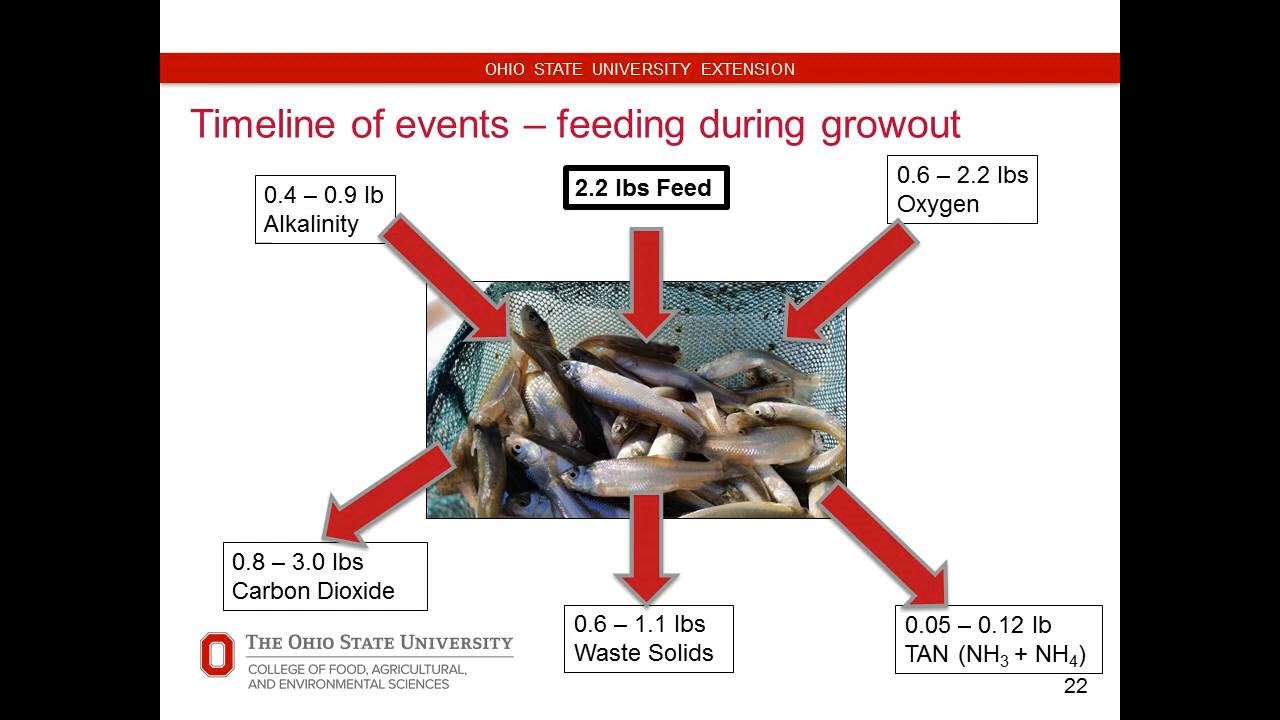 OHIO STATE UNIVERSITY EXTENSION
Timeline of events – feeding during growout
0.4 – 0.9 lb
Alkalinity
2.2 lbs Feed
0.6 – 2.2 lbs
Oxygen
0.8 – 3.0 lbs
Carbon Dioxide
0.6 – 1.1 lbs
Waste Solids
0.05 – 0.12 lb
TAN (NH₃ + NH₄)
THE OHIO STATE UNIVERSITY
COLLEGE OF FOOD, AGRICULTURAL,
AND ENVIRONMENTAL SCIENCES
22